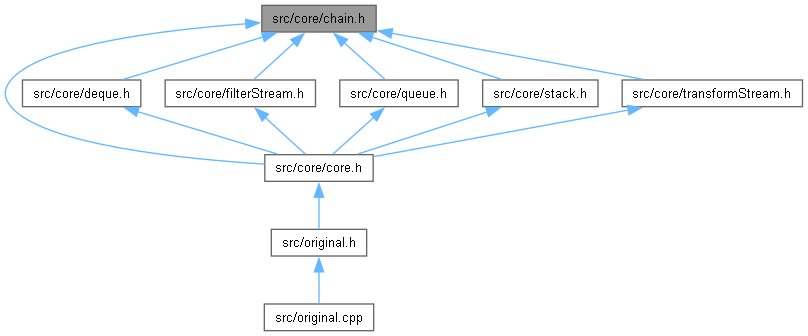 src/core/chain.h
src/core/deque.h
src/core/filterStream.h
src/core/queue.h
src/core/stack.h
src/core/transformStream.h
src/core/core.h
src/original.h
src/original.cpp